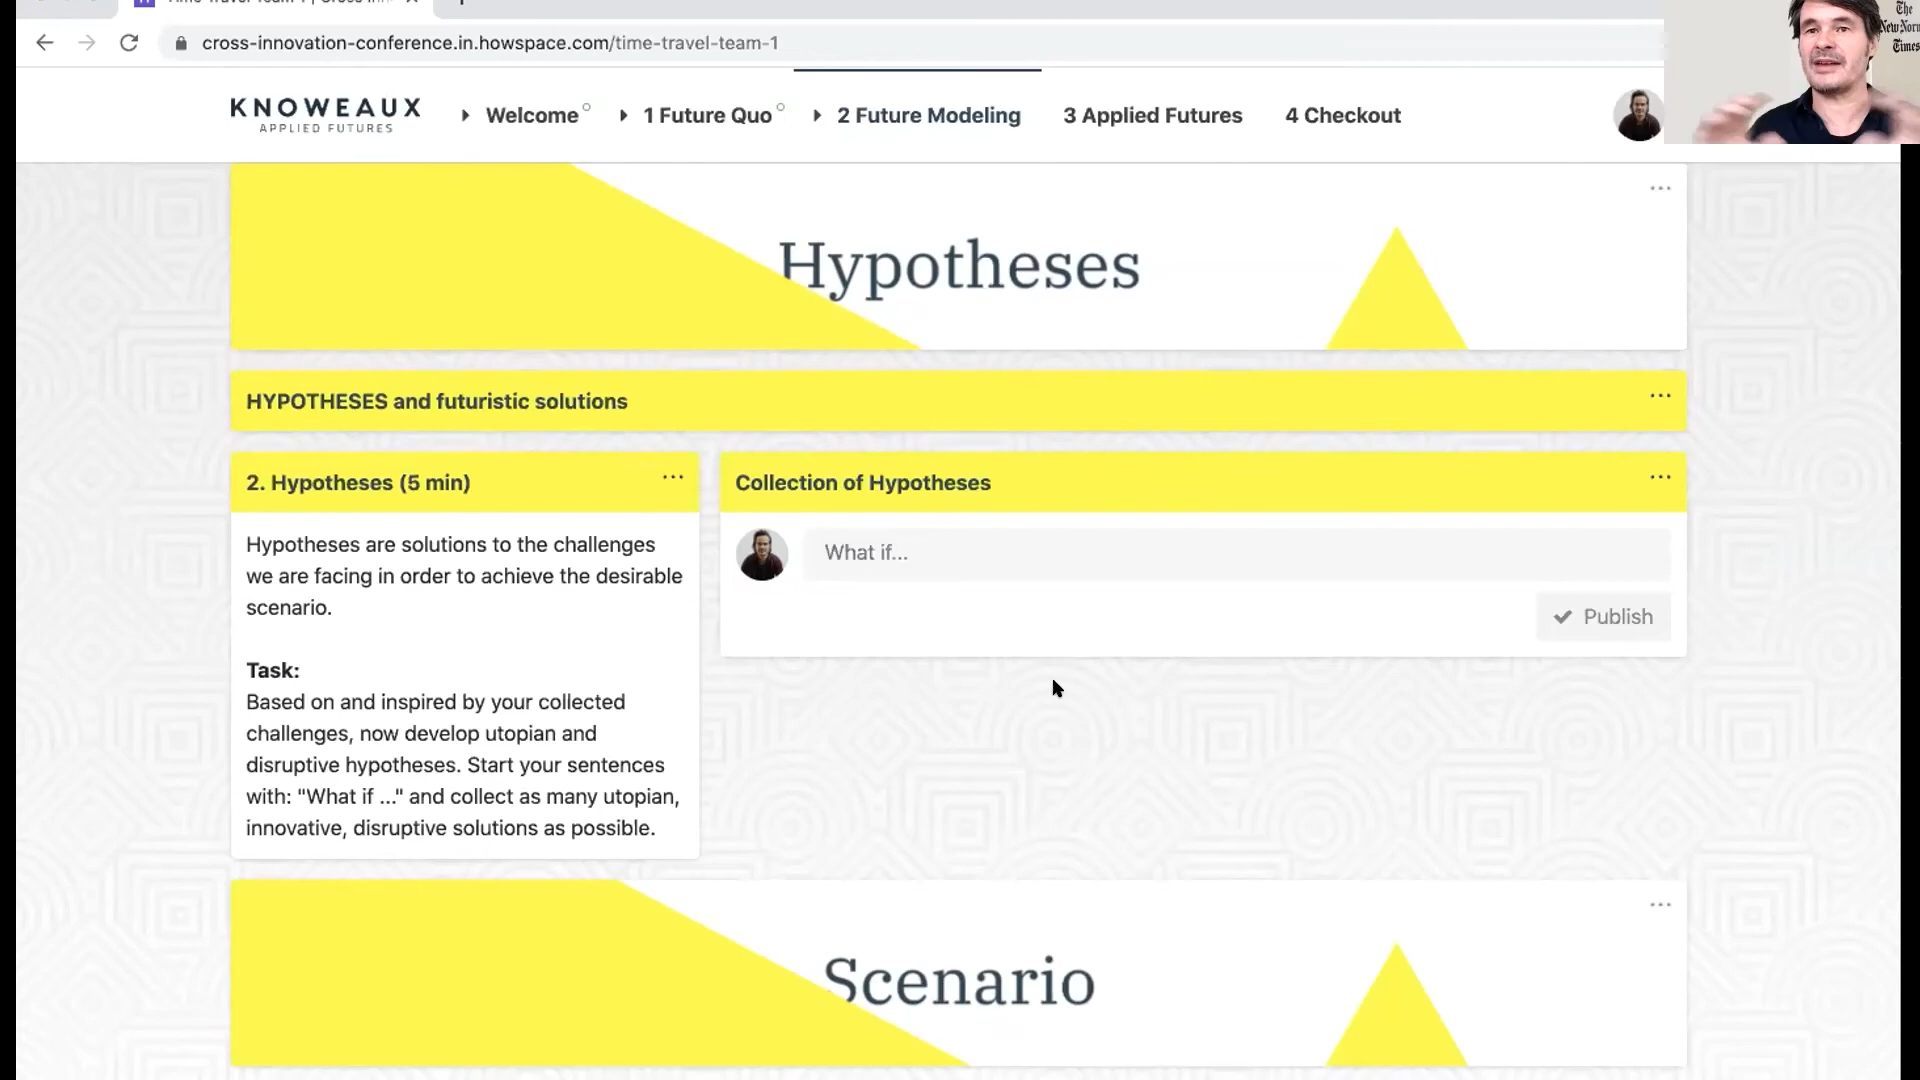 cross-innovation-conference.in.howspace.com/time-travel-team-1
The
New Norm
Times
KNOWEAUX
APPLIED FUTURES
Welcome
1 Future Quo
2 Future Modeling
3 Applied Futures
4 Checkout
Hypotheses
HYPOTHESES and futuristic solutions
2. Hypotheses (5 min)
Hypotheses are solutions to the challenges
we are facing in order to achieve the desirable
scenario.
Task:
Based on and inspired by your collected
challenges, now develop utopian and
disruptive hypotheses. Start your sentences
with: "What if ..." and collect as many utopian,
innovative, disruptive solutions as possible.
Collection of Hypotheses
What if...
Publish
Scenario